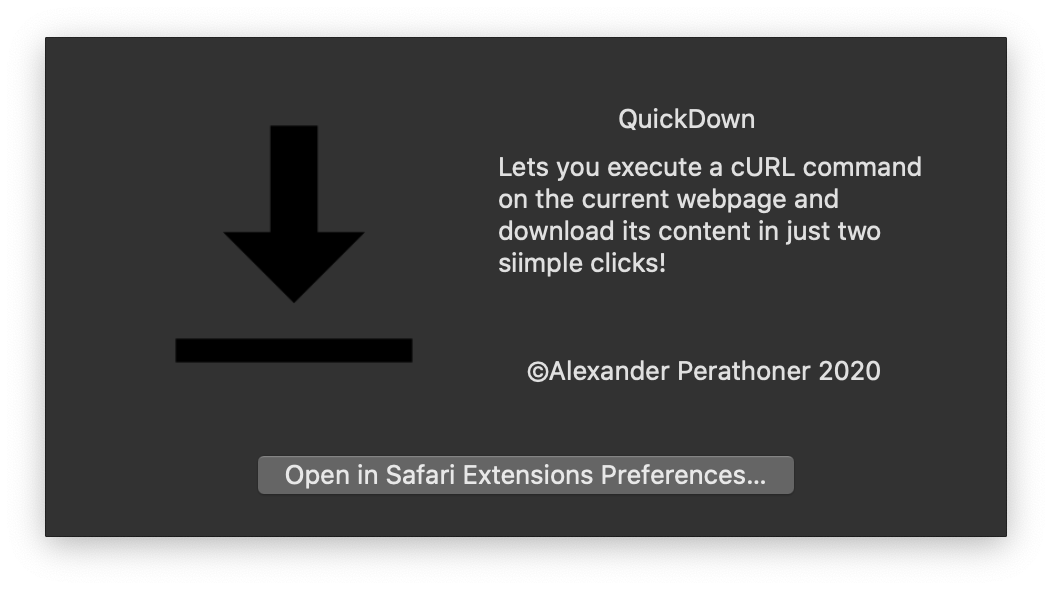 QuickDown
Lets you execute a cURL command
on the current webpage and
download its content in just two
siimple clicks!
©Alexander Perathoner 2020
Open in Safari Extensions Preferences...